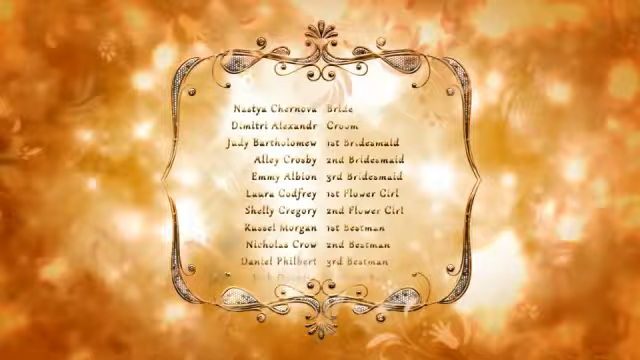 Nastya Chernova Bride
Dimitri Alexandr Groom
Judy Bartholomew 1st Bridesmaid
Alley Crosby 2nd Bridesmaid
Emmy Albion 3rd Bridesmaid
Laura Godfrey 1st Flower Girl
Shelly Gregory 2nd Flower Girl
Russel Morgan 1st Bestman
Nicholas Crow 2nd Bestman
Daniel Philbert 3rd Bestman